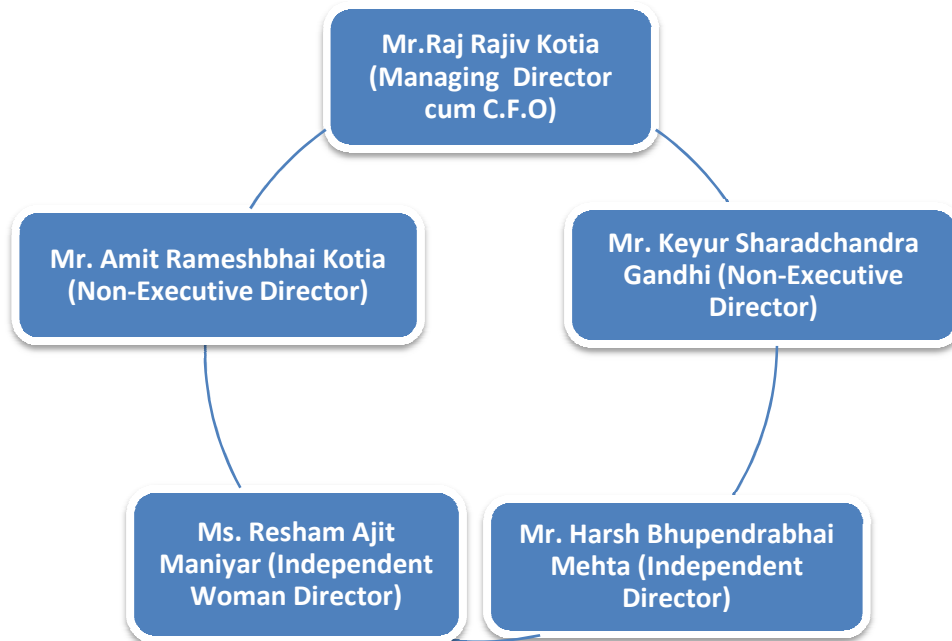 Mr.Raj Rajiv Kotia
(Managing Director
cum C.F.O)
Mr. Amit Rameshbhai Kotia
(Non-Executive Director)
Mr. Keyur Sharadchandra
Gandhi (Non-Executive
Director)
Ms. Resham Ajit
Maniyar (Independent
Woman Director)
Mr. Harsh Bhupendrabhai
Mehta (Independent
Director)